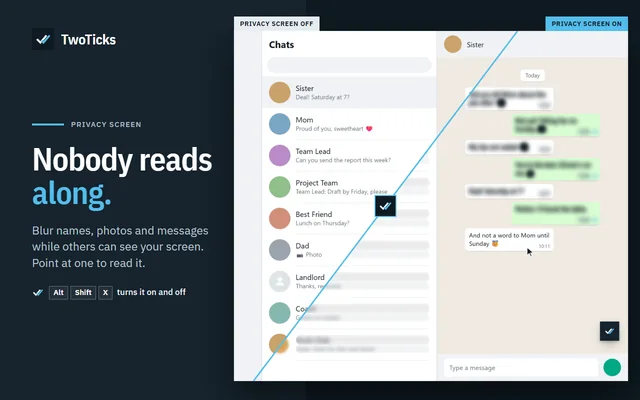 TwoTicks
PRIVACY SCREEN
Nobody reads
along.
Blur names, photos and messages
while others can see your screen.
Point at one to read it.
Alt Shift X turns it on and off
PRIVACY SCREEN OFF
PRIVACY SCREEN ON
Chats
Sister
Deal! Saturday at 7?
Mom
Proud of you, sweetheart ❤️
Team Lead
Can you send the report this week?
Project Team
Team Lead: Draft by Friday, please
Best Friend
Lunch on Thursday?
Dad
📷 Photo
Landlord
Thanks,
Sister
Today
And not a word to Mom until
Sunday
10:11
Type a message